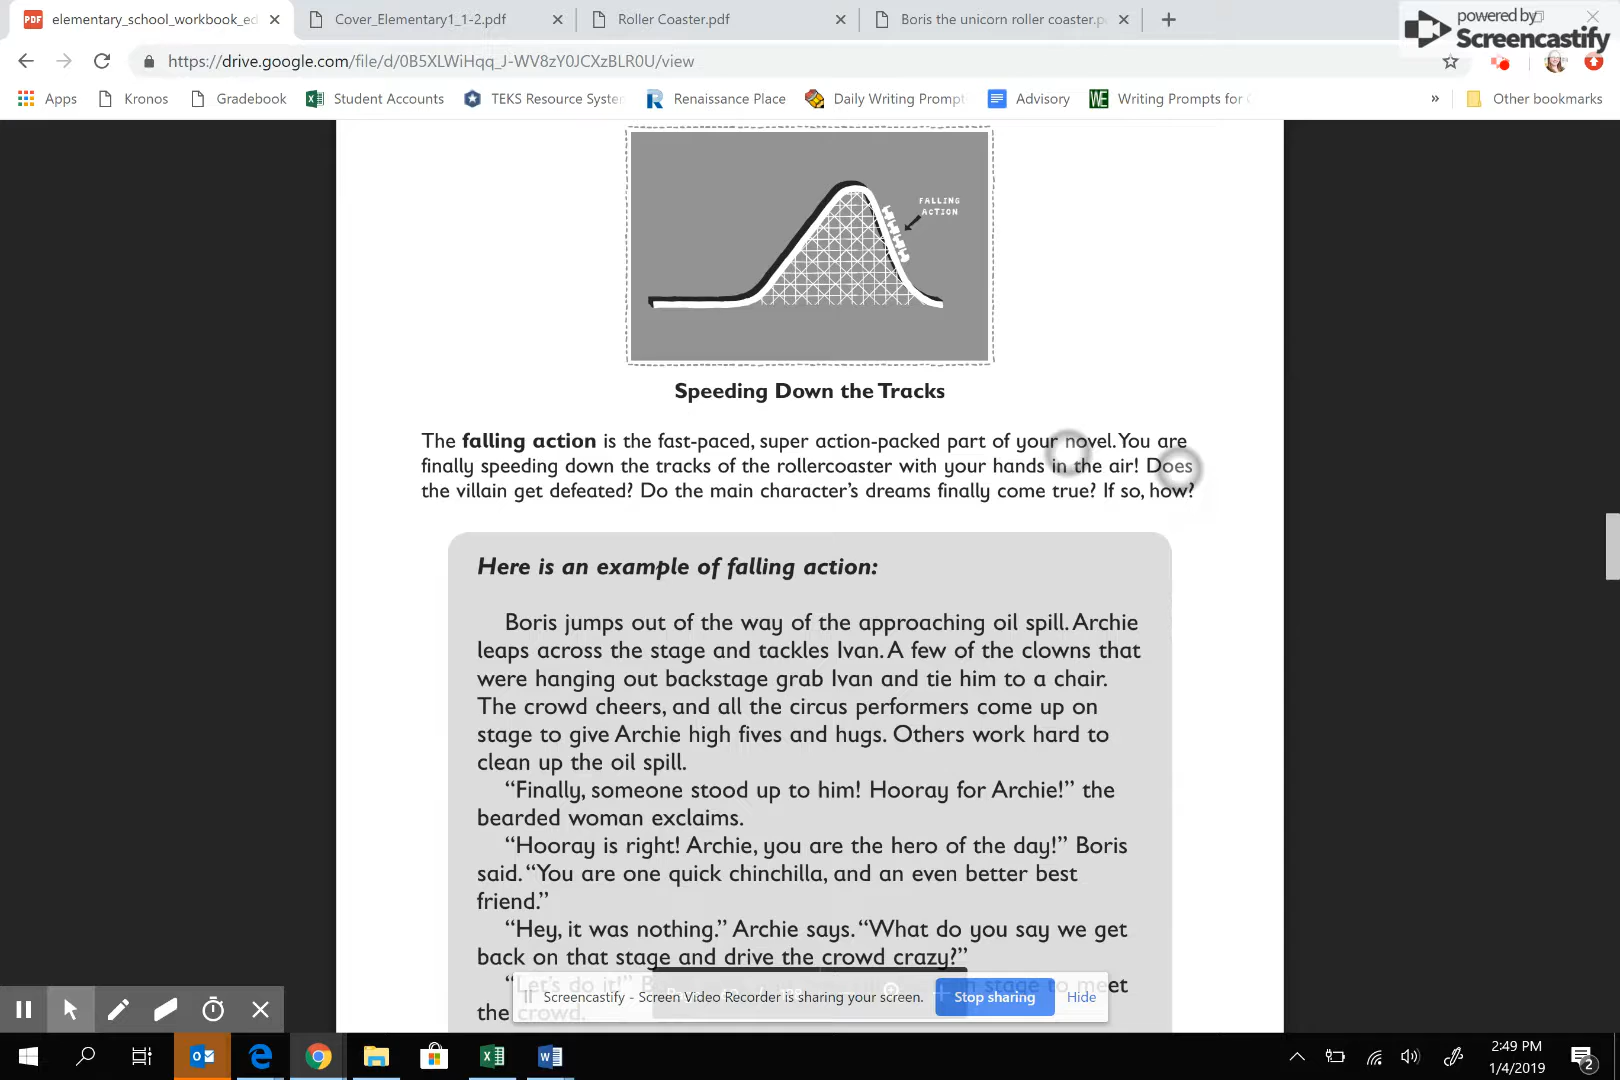 elementary_school_workbook_ed
Cover_Elementary1_1-2.pdf
Roller Coaster.pdf
Boris the unicorn roller coaster.p
powered by
Screencastify
https://drive.google.com/file/d/0B5XLWiHqq_J-WV8zY0JCXzBLR0U/view
Apps
Kronos
Gradebook
Student Accounts
TEKS Resource Syste
Renaissance Place
Daily Writing Prompt
Advisory
Writing Prompts for
»
Other bookmarks
FALLING
ACTION
Speeding Down the Tracks
The falling action is the fast-paced, super action-packed part of your novel. You are
finally speeding down the tracks of the rollercoaster with your hands in the air! Does
the villain get defeated? Do the main character's dreams finally come true? If so, how?
Here is an example of falling action:
Boris jumps out of the way of the approaching oil spill. Archie
leaps across the stage and tackles Ivan. A few of the clowns that
were hanging out backstage grab Ivan and tie him to a chair.
The crowd cheers, and all the circus performers come up on
stage to give Archie high fives and hugs. Others work hard to
clean up the oil spill.
“Finally, someone stood up to him! Hooray for Archie!” the
bearded woman exclaims.
“Hooray is right! Archie, you are the hero of the day!” Boris
said. “You are one quick chinchilla, and an even better best
friend.”
“Hey, it was nothing.” Archie says. “What do you say we get
back on that stage and drive the crowd crazy?”
“Let's do it!” stage to meet
the crowd.
Screencastify - Screen Video Recorder is sharing your screen.
Stop sharing
Hide
2:49 PM
1/4/2019
2